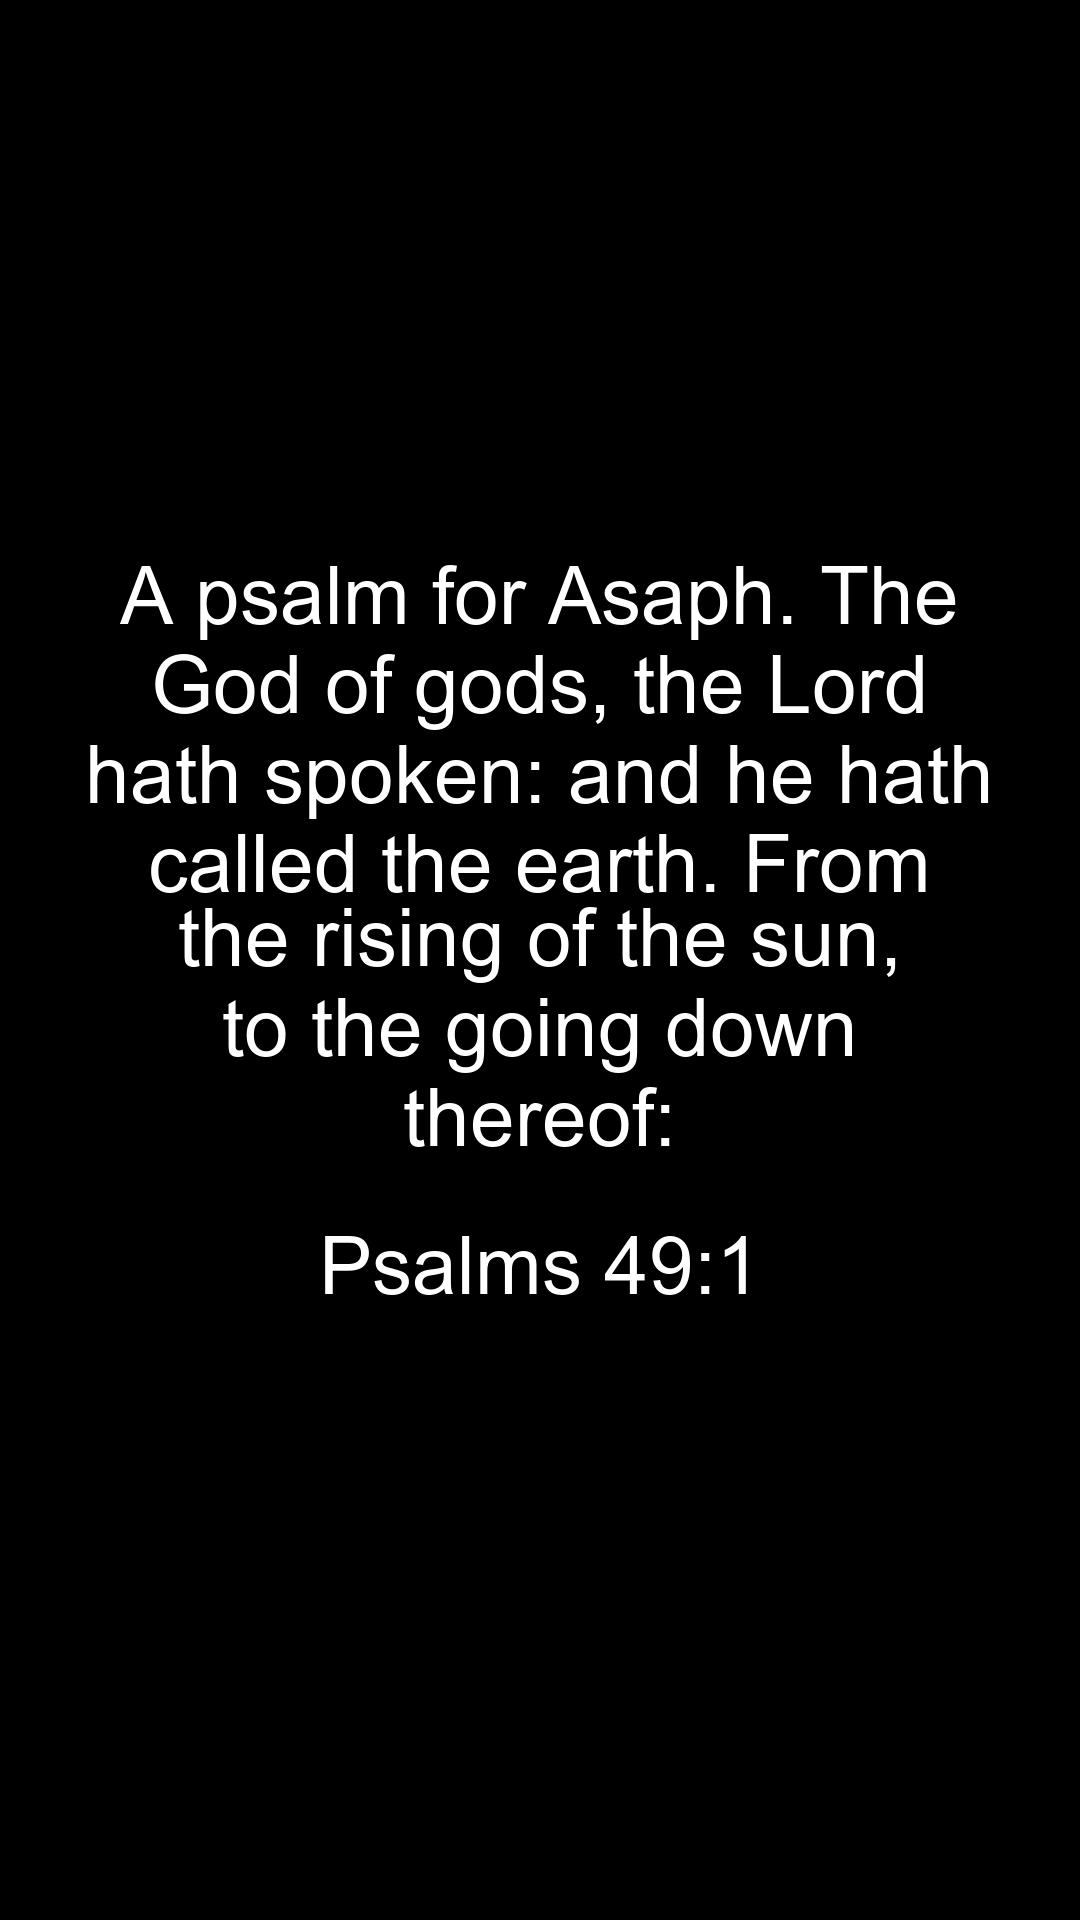 A psalm for Asaph. The
God of gods, the Lord
hath spoken: and he hath
called the earth. From
the rising of the sun,
to the going down
thereof:
Psalms 49:1